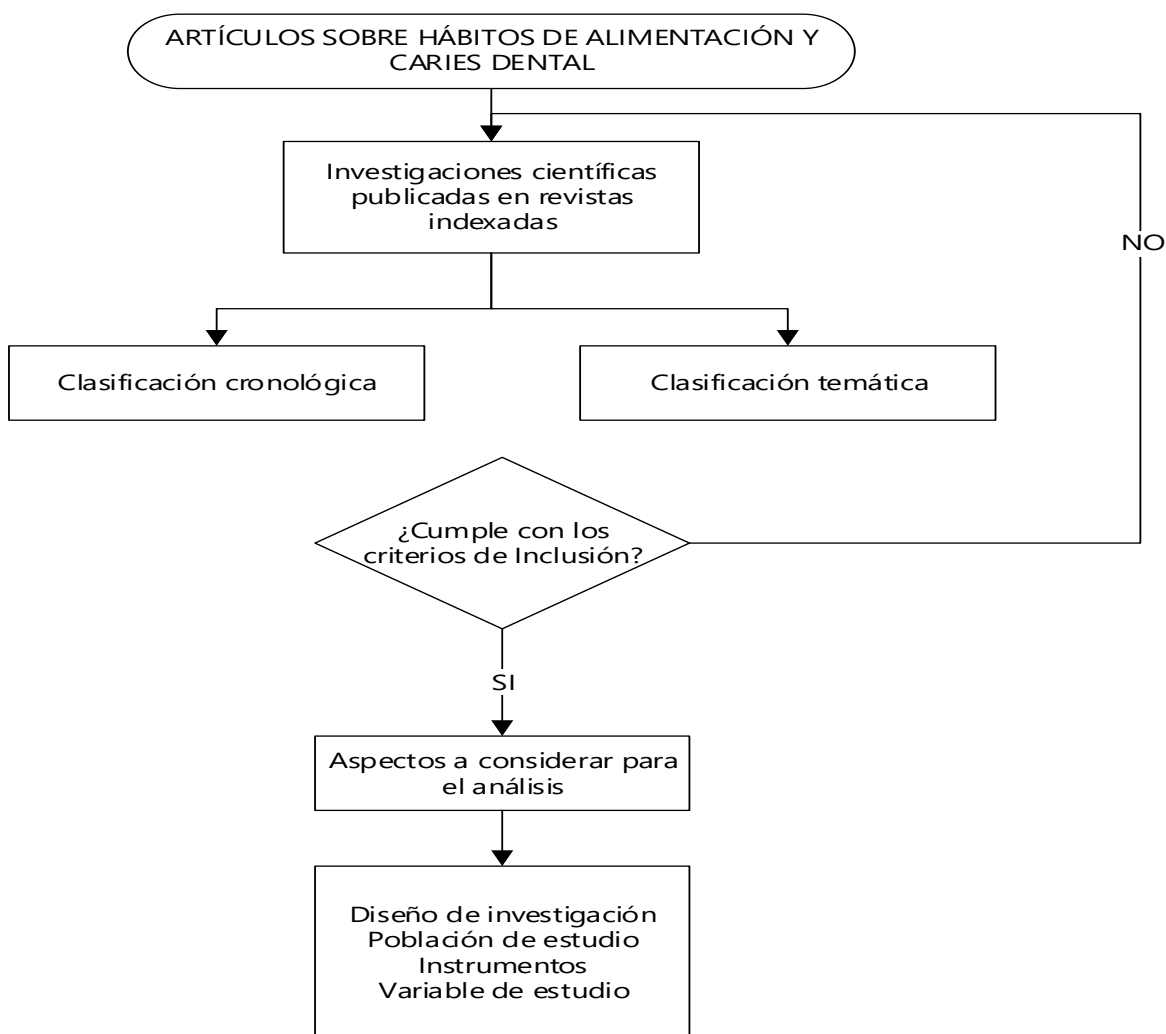 ARTÍCULOS SOBRE HÁBITOS DE ALIMENTACIÓN Y
CARIES DENTAL
Investigaciones científicas
publicadas en revistas
indexadas
NO
Clasificación cronológica
Clasificación temática
¿Cumple con los
criterios de Inclusión?
SI
Aspectos a considerar para
el análisis
Diseño de investigación
Población de estudio
Instrumentos
Variable de estudio